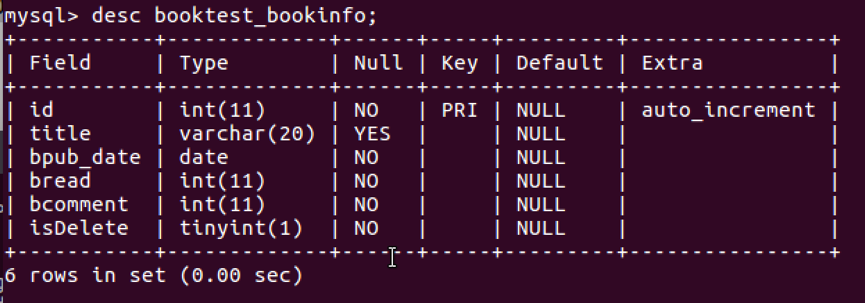 mysql> desc booktest_bookinfo;
+-----------+-------------+------+-----+---------+----------------+
| Field     | Type        | Null | Key | Default | Extra          |
+-----------+-------------+------+-----+---------+----------------+
| id        | int(11)     | NO   | PRI | NULL    | auto_increment |
| title     | varchar(20) | YES  |     | NULL    |                |
| bpub_date | date        | NO   |     | NULL    |                |
| bread     | int(11)     | NO   |     | NULL    |                |
| bcomment  | int(11)     | NO   |     | NULL    |                |
| isDelete  | tinyint(1)  | NO   |     | NULL    |                |
+-----------+-------------+------+-----+---------+----------------+
6 rows in set (0.00 sec)